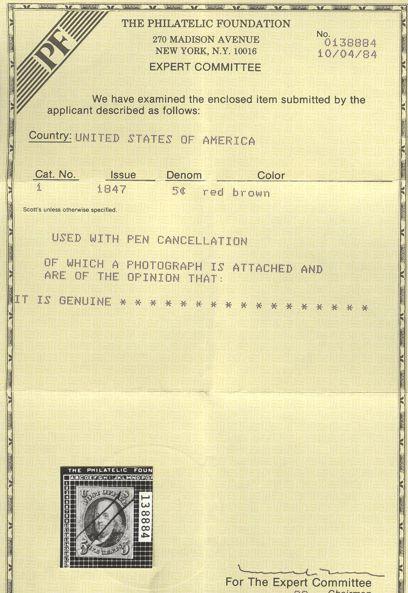 PF
THE PHILATELIC FOUNDATION
270 MADISON AVENUE
NEW YORK, N.Y. 10016
EXPERT COMMITTEE
No.
0138884
10/04/84
We have examined the enclosed item submitted by the
applicant described as follows:
Country: UNITED STATES OF AMERICA
Cat. No. Issue Denom Color
1 1847 5¢ red brown
Scott's unless otherwise specified.
USED WITH PEN CANCELLATION
OF WHICH A PHOTOGRAPH IS ATTACHED AND
ARE OF THE OPINION THAT:
IT IS GENUINE * * * * * * * * * * * * * * * * * *
THE PHILATELIC FOUN
138884
For The Expert Committee
Chairman